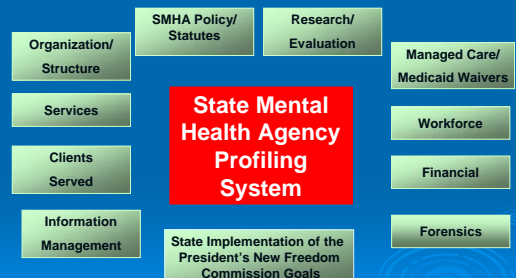 SMHA Policy/
Statutes
Research/
Evaluation
Organization/
Structure
Managed Care/
Medicaid Waivers
Services
State Mental
Health Agency
Profiling
System
Workforce
Clients
Served
Financial
Information
Management
State Implementation of the
President's New Freedom
Commission Goals
Forensics